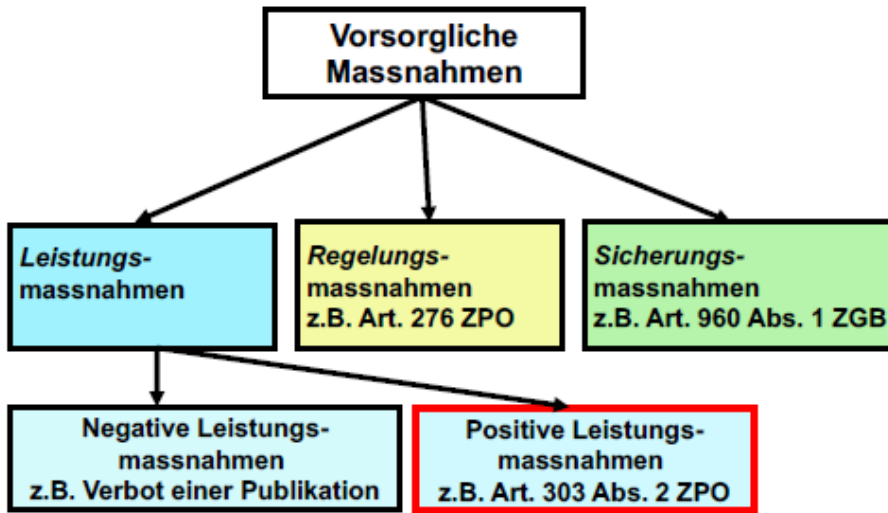 Vorsorgliche
Massnahmen
Leistungs-
massnahmen
Regelungs-
massnahmen
z.B. Art. 276 ZPO
Sicherungs-
massnahmen
z.B. Art. 960 Abs. 1 ZGB
Negative Leistungs-
massnahmen
z.B. Verbot einer Publikation
Positive Leistungs-
massnahmen
z.B. Art. 303 Abs. 2 ZPO